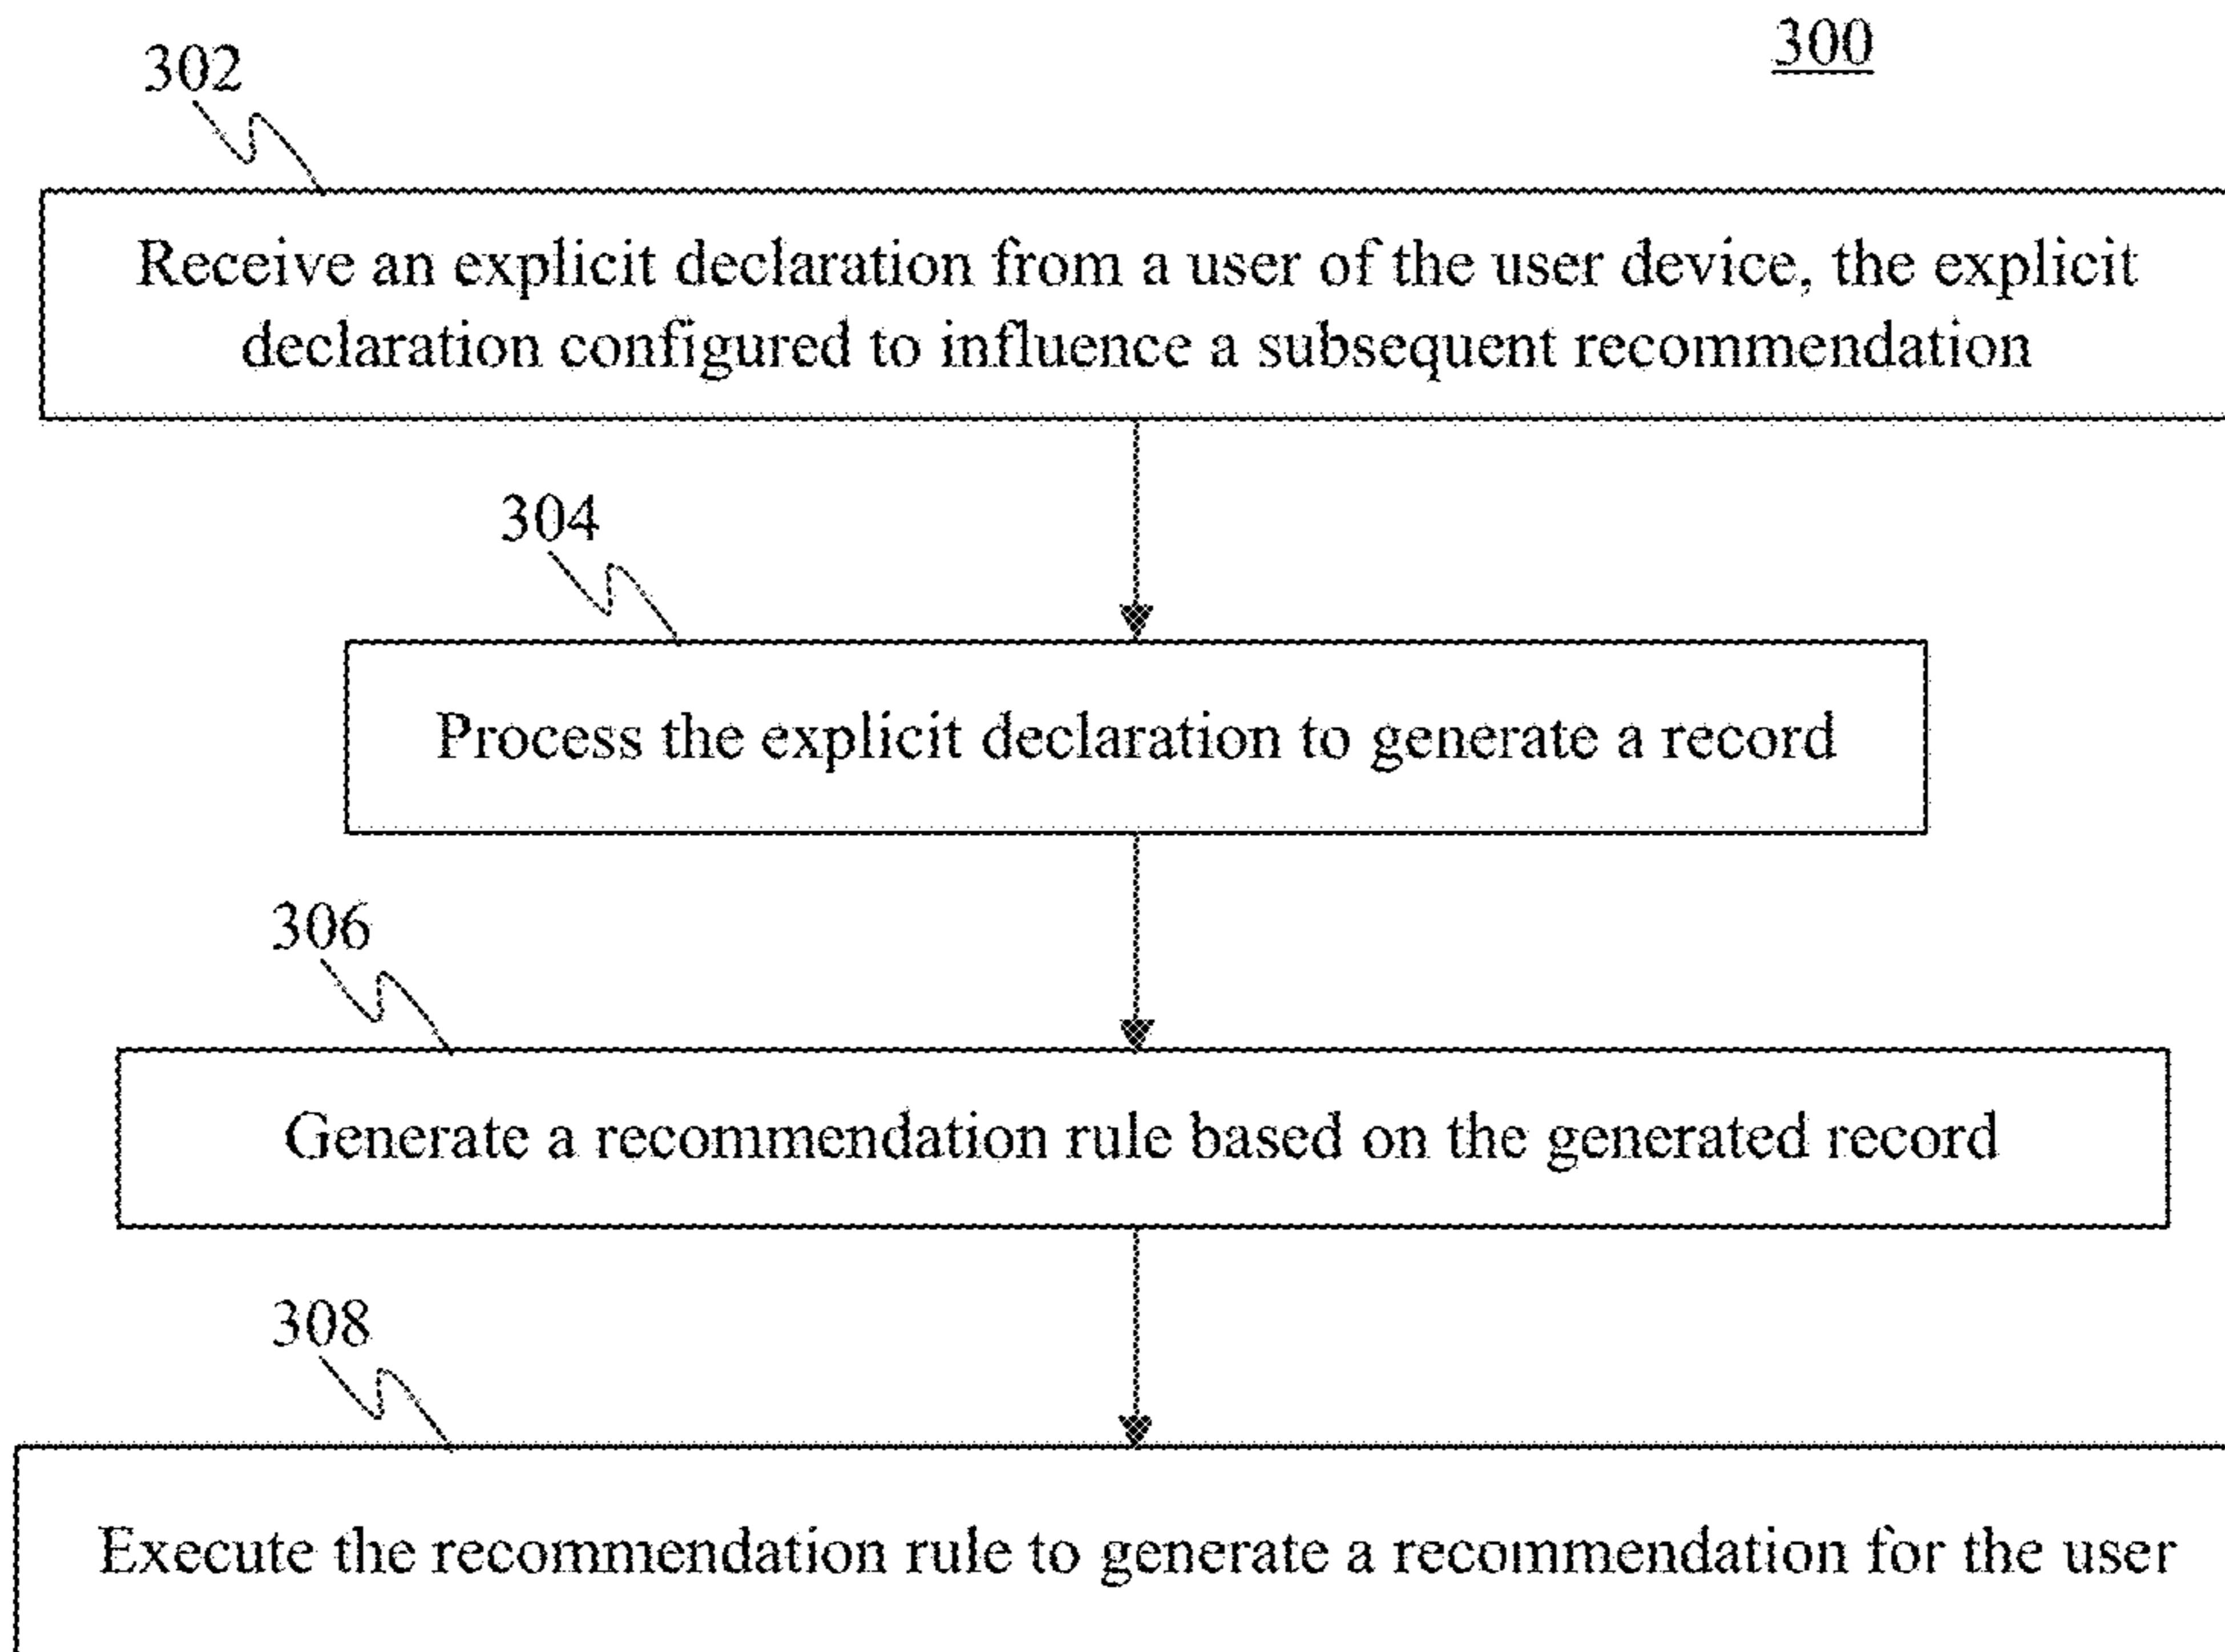 300
302
Receive an explicit declaration from a user of the user device, the explicit
declaration configured to influence a subsequent recommendation
304
Process the explicit declaration to generate a record
306
Generate a recommendation rule based on the generated record
308
Execute the recommendation rule to generate a recommendation for the user